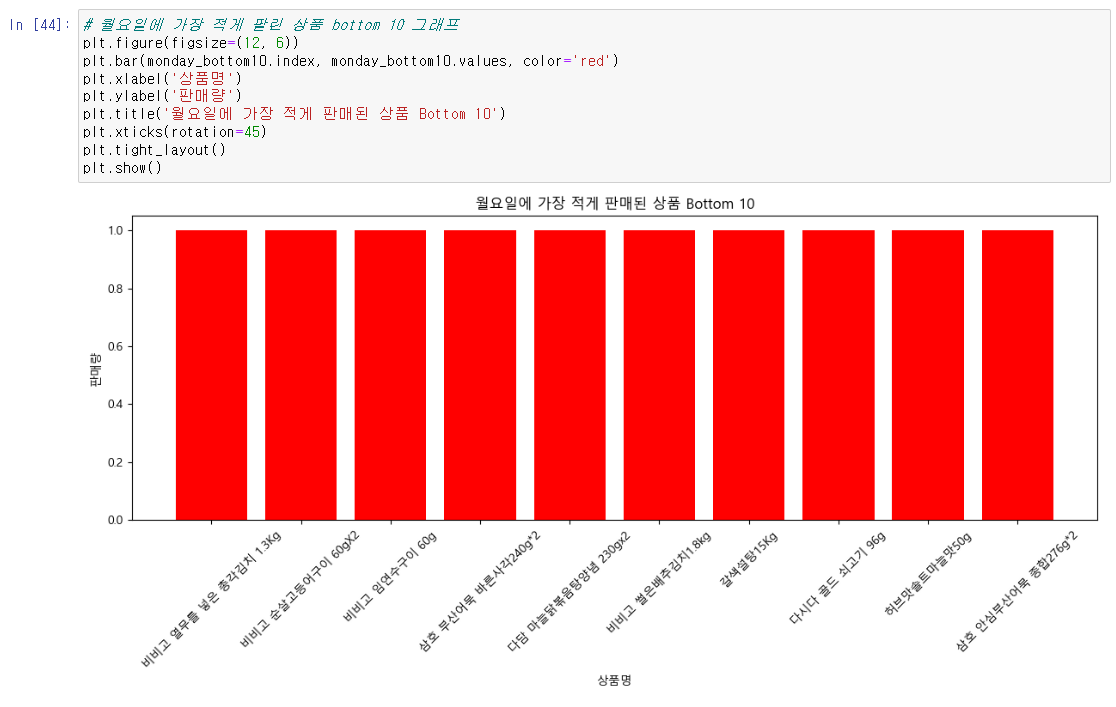 In [44]:
# 월요일에 가장 적게 팔린 상품 bottom 10 그래프
plt.figure(figsize=(12, 6))
plt.bar(monday_bottom10.index, monday_bottom10.values, color='red')
plt.xlabel('상품명')
plt.ylabel('판매량')
plt.title('월요일에 가장 적게 판매된 상품 Bottom 10')
plt.xticks(rotation=45)
plt.tight_layout()
plt.show()
월요일에 가장 적게 판매된 상품 Bottom 10
1.0
0.8
0.6
0.4
0.2
0.0
판매량
비비고 열무를 넣은 총각김치 1.3Kg
비비고 순살고등어구이 60gX2
비비고 임연수구이 60g
삼호 부산어묵 바른사각240g*2
다담 마늘닭볶음탕양념 230gx2
비비고 썰은배추김치1.8kg
갈색설탕15Kg
다시다 골드 쇠고기 96g
허브맛솔트마늘맛50g
삼호 안심부산어묵 종합276g*2
상품명